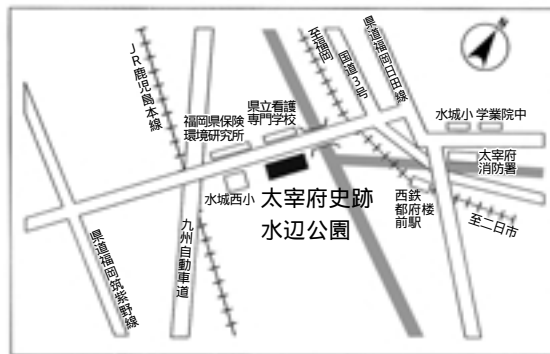 N
JR鹿児島本線
至福岡
国道3号
県道福岡日田線
福岡県保険
環境研究所
県立看護
専門学校
水城小
学業院中
太宰府
消防署
水城西小
太宰府史跡
水辺公園
西鉄
都府楼
前駅
至二日市
県道福岡筑紫野線
九州自動車道